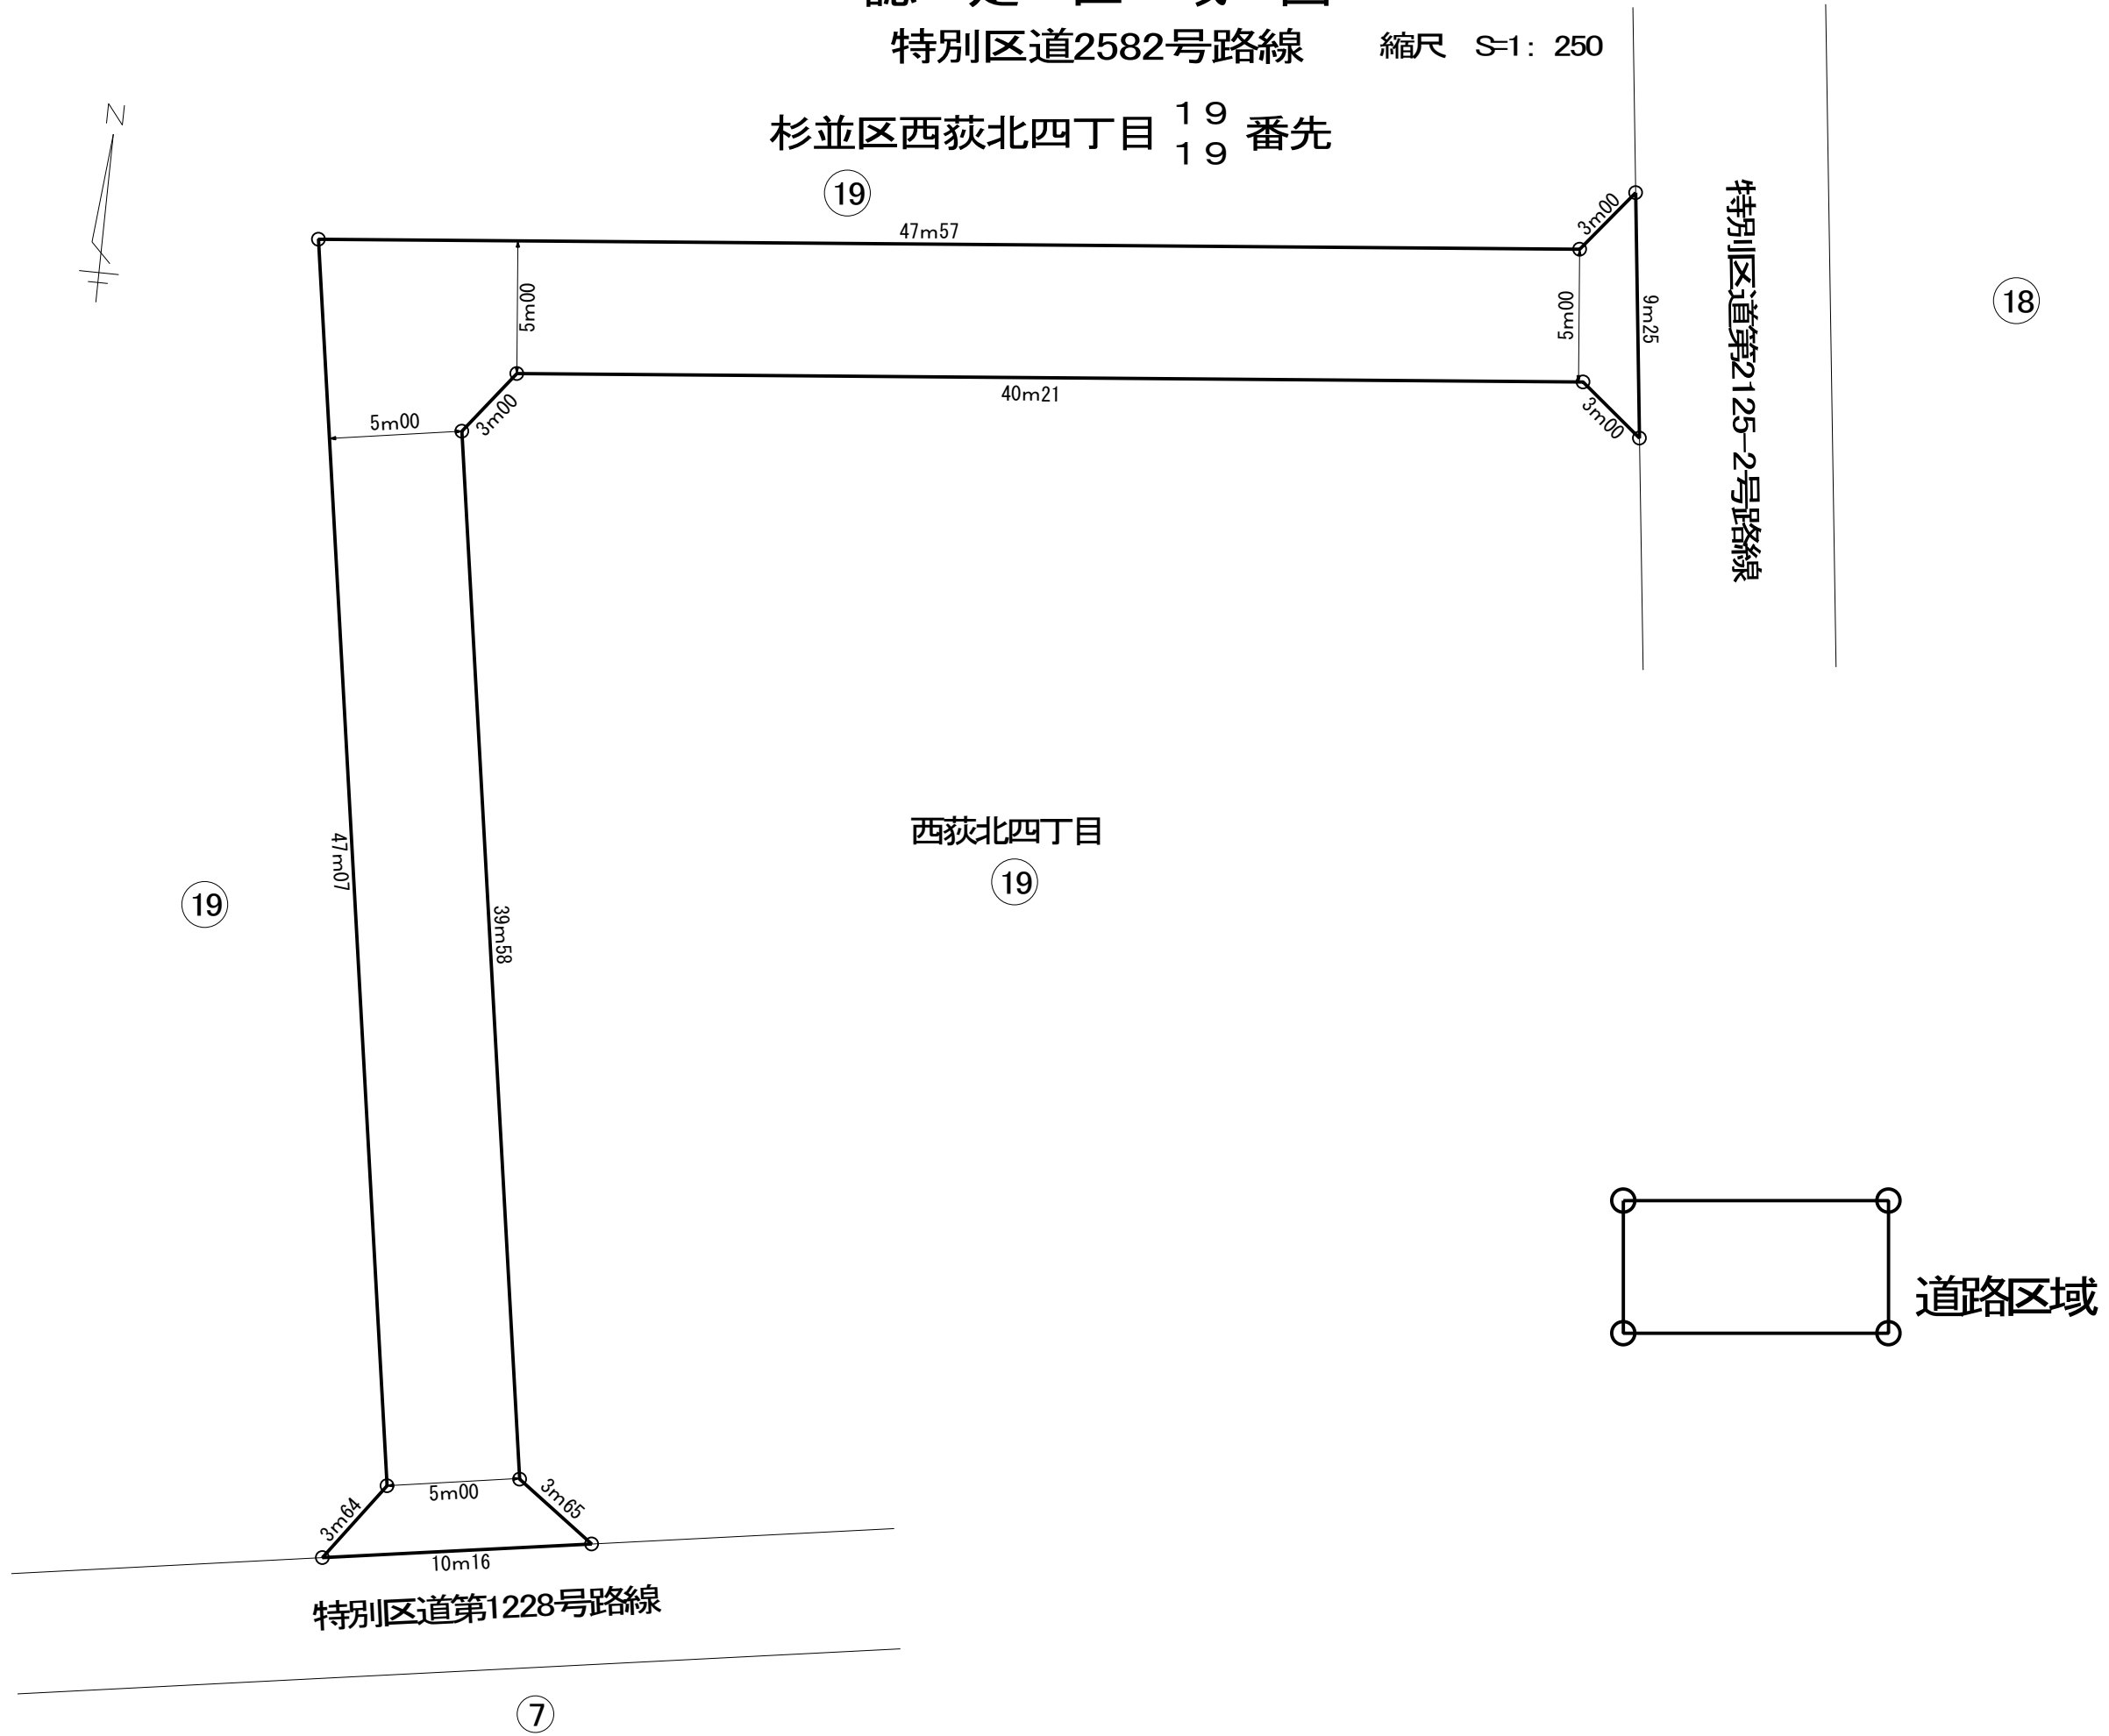 特別区道2582号路線 縮尺 S=1: 250
杉並区西荻北四丁目 19 番先
19
N
19
47m57
3m00
5m00
5m00
9m25
特別区道第2125-2号路線
18
40m21
3m00
5m00
3m00
47m07
39m58
西荻北四丁目
19
19
道路区域
3m64
5m00
3m65
10m16
特別区道第1228号路線
7